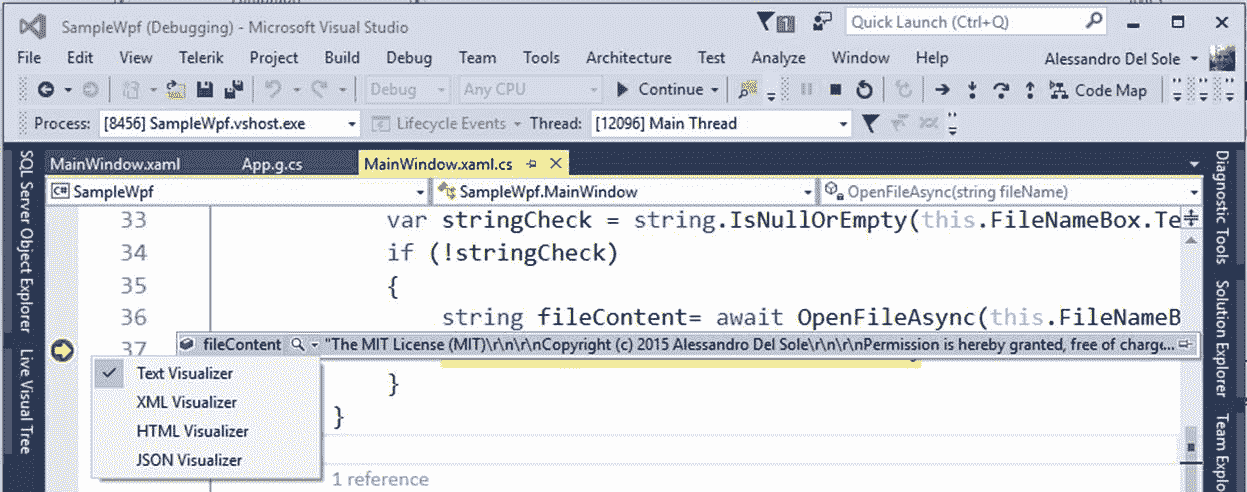 SampleWpf (Debugging) - Microsoft Visual Studio
1
Quick Launch (Ctrl+Q)
File Edit View Telerik Project Build Debug Team Tools Architecture Test Analyze Window Help Alessandro Del Sole
Debug Any CPU Continue Code Map
Process: [8456] SampleWpf.vshost.exe Lifecycle Events Thread: [12096] Main Thread
MainWindow.xaml App.g.cs MainWindow.xaml.cs
C# SampleWpf SampleWpf.MainWindow OpenFileAsync(string fileName)
33 var stringCheck = string.IsNullOrEmpty(this.FileNameBox.Te
34 if (!stringCheck)
35 {
36 string fileContent= await OpenFileAsync(this.FileNameB
37 fileContent "The MIT License (MIT)\r\n\r\nCopyright (c) 2015 Alessandro Del Sole\r\n\r\nPermission is hereby granted, free of charge...
Text Visualizer
}
XML Visualizer
}
HTML Visualizer
JSON Visualizer
1 reference
SQL Server Object Explorer
Live Visual Tree
Diagnostic Tools
Solution Explorer
Team Explo